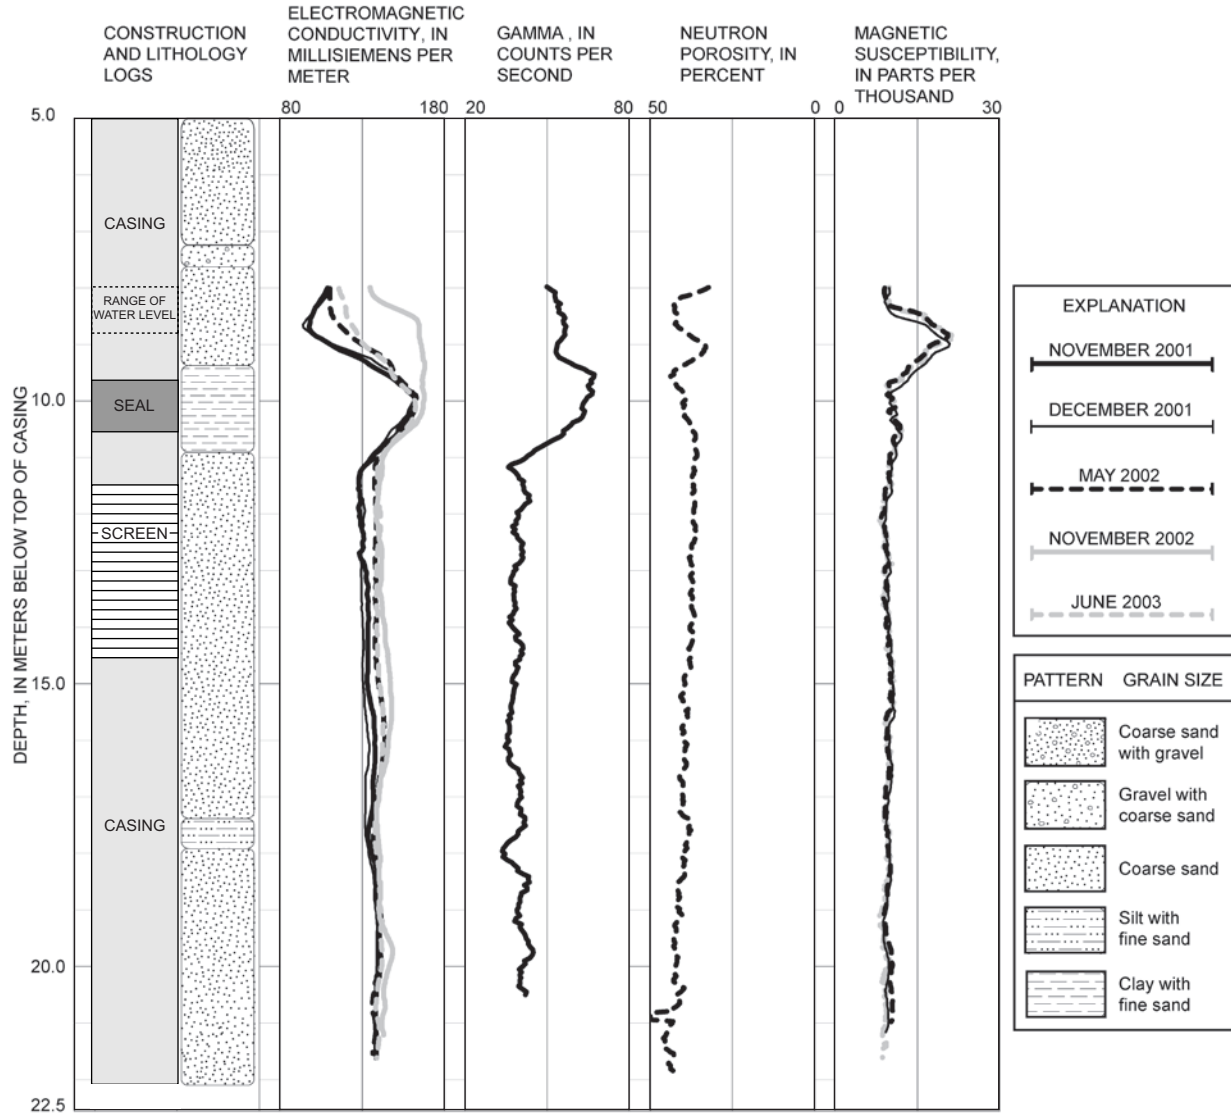 CONSTRUCTION
AND LITHOLOGY
LOGS
ELECTROMAGNETIC
CONDUCTIVITY, IN
MILLISIEMENS PER
METER
GAMMA , IN
COUNTS PER
SECOND
NEUTRON
POROSITY, IN
PERCENT
MAGNETIC
SUSCEPTIBILITY,
IN PARTS PER
THOUSAND
80 180 20 80 50 0 0 30
DEPTH, IN METERS BELOW TOP OF CASING
5.0
10.0
15.0
20.0
22.5
CASING
RANGE OF
WATER LEVEL
SEAL
SCREEN
CASING
EXPLANATION
NOVEMBER 2001
DECEMBER 2001
MAY 2002
NOVEMBER 2002
JUNE 2003
PATTERN GRAIN SIZE
Coarse sand
with gravel
Gravel with
coarse sand
Coarse sand
Silt with
fine sand
Clay with
fine sand